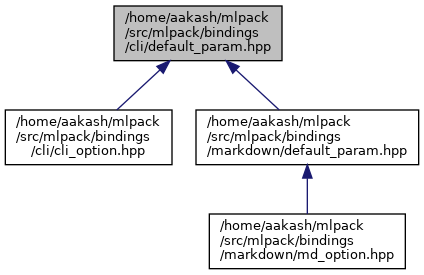 /home/aakash/mlpack
/src/mlpack/bindings
/cli/default_param.hpp
/home/aakash/mlpack
/src/mlpack/bindings
/cli/cli_option.hpp
/home/aakash/mlpack
/src/mlpack/bindings
/markdown/default_param.hpp
/home/aakash/mlpack
/src/mlpack/bindings
/markdown/md_option.hpp